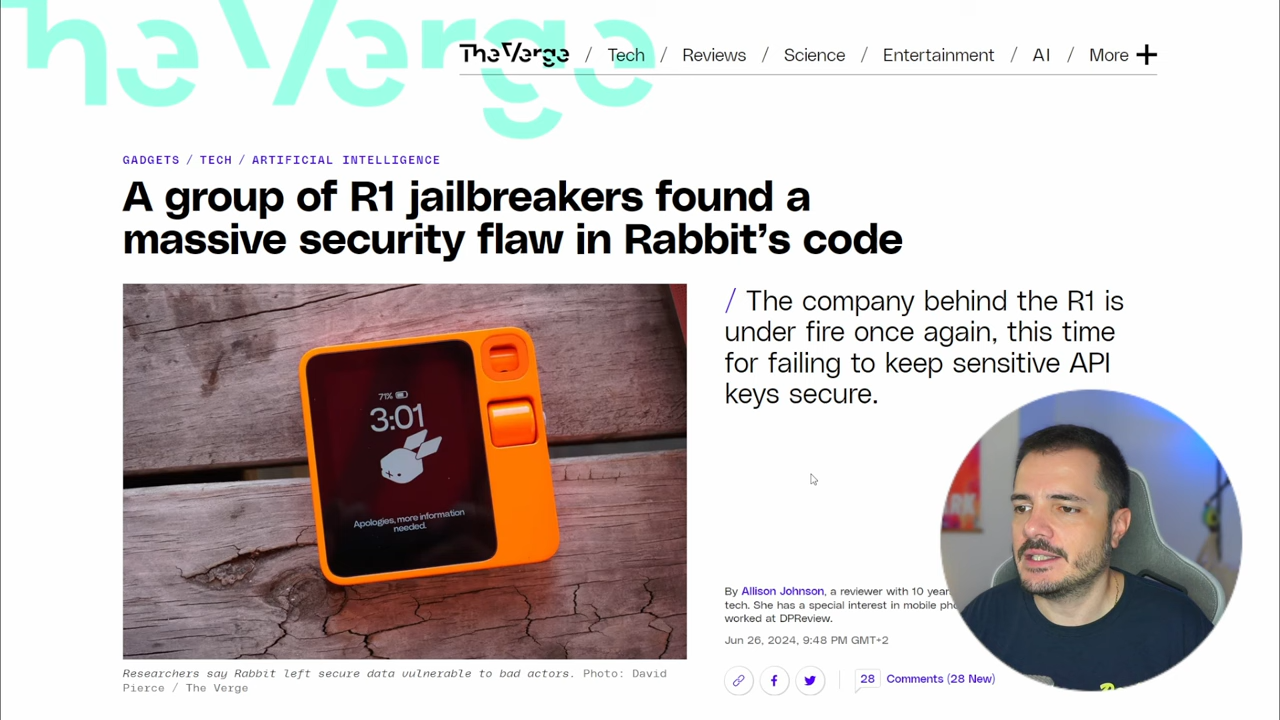 The Verge
The Verge / Tech / Reviews / Science / Entertainment / AI / More +
GADGETS / TECH / ARTIFICIAL INTELLIGENCE
A group of R1 jailbreakers found a
massive security flaw in Rabbit’s code
/ The company behind the R1 is
under fire once again, this time
for failing to keep sensitive API
keys secure.
71%
3:01
Apologies, more information
needed.
By Allison Johnson, a reviewer with 10 year
tech. She has a special interest in mobile
worked at DPReview.
Jun 26, 2024, 9:48 PM GMT+2
28 Comments (28 New)
Researchers say Rabbit left secure data vulnerable to bad actors. Photo: David
Pierce / The Verge